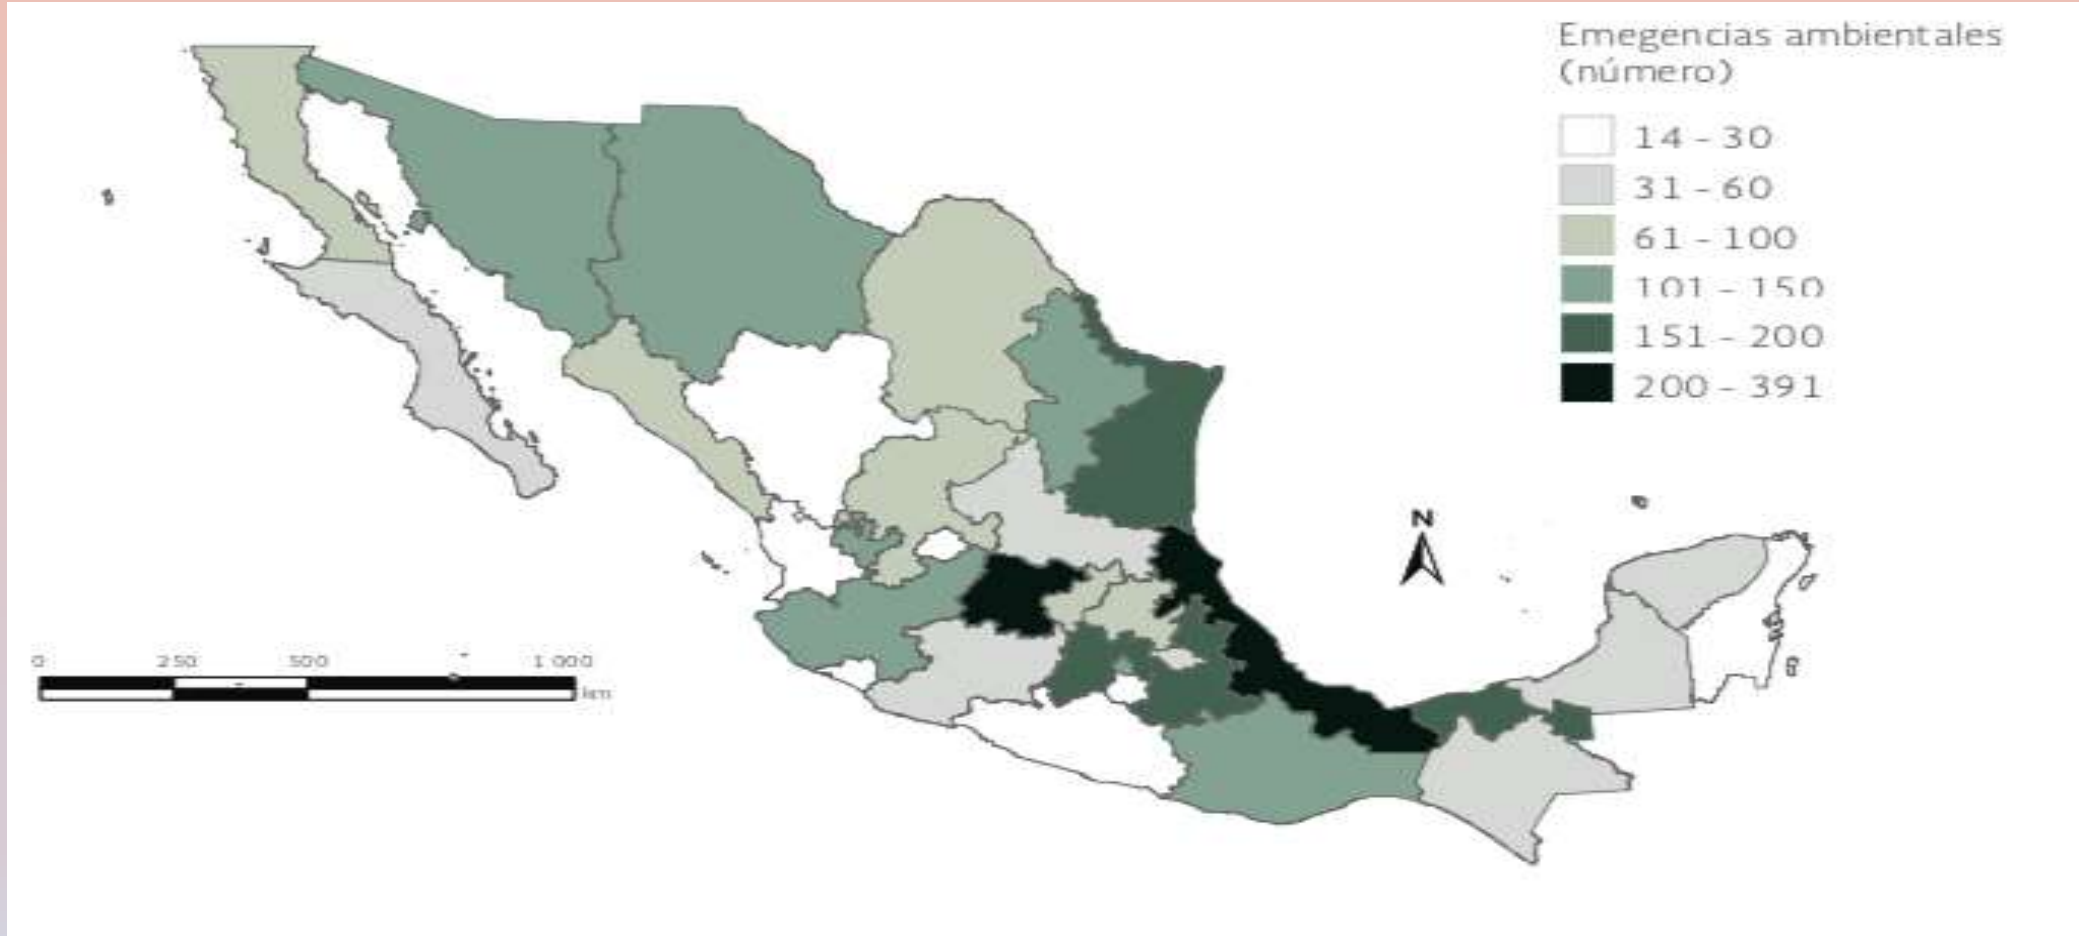 Emegencias ambientales
(número)
14 - 30
31 - 60
61 - 100
101 - 150
151 - 200
200 - 391
N
0 250 500 1 000
km